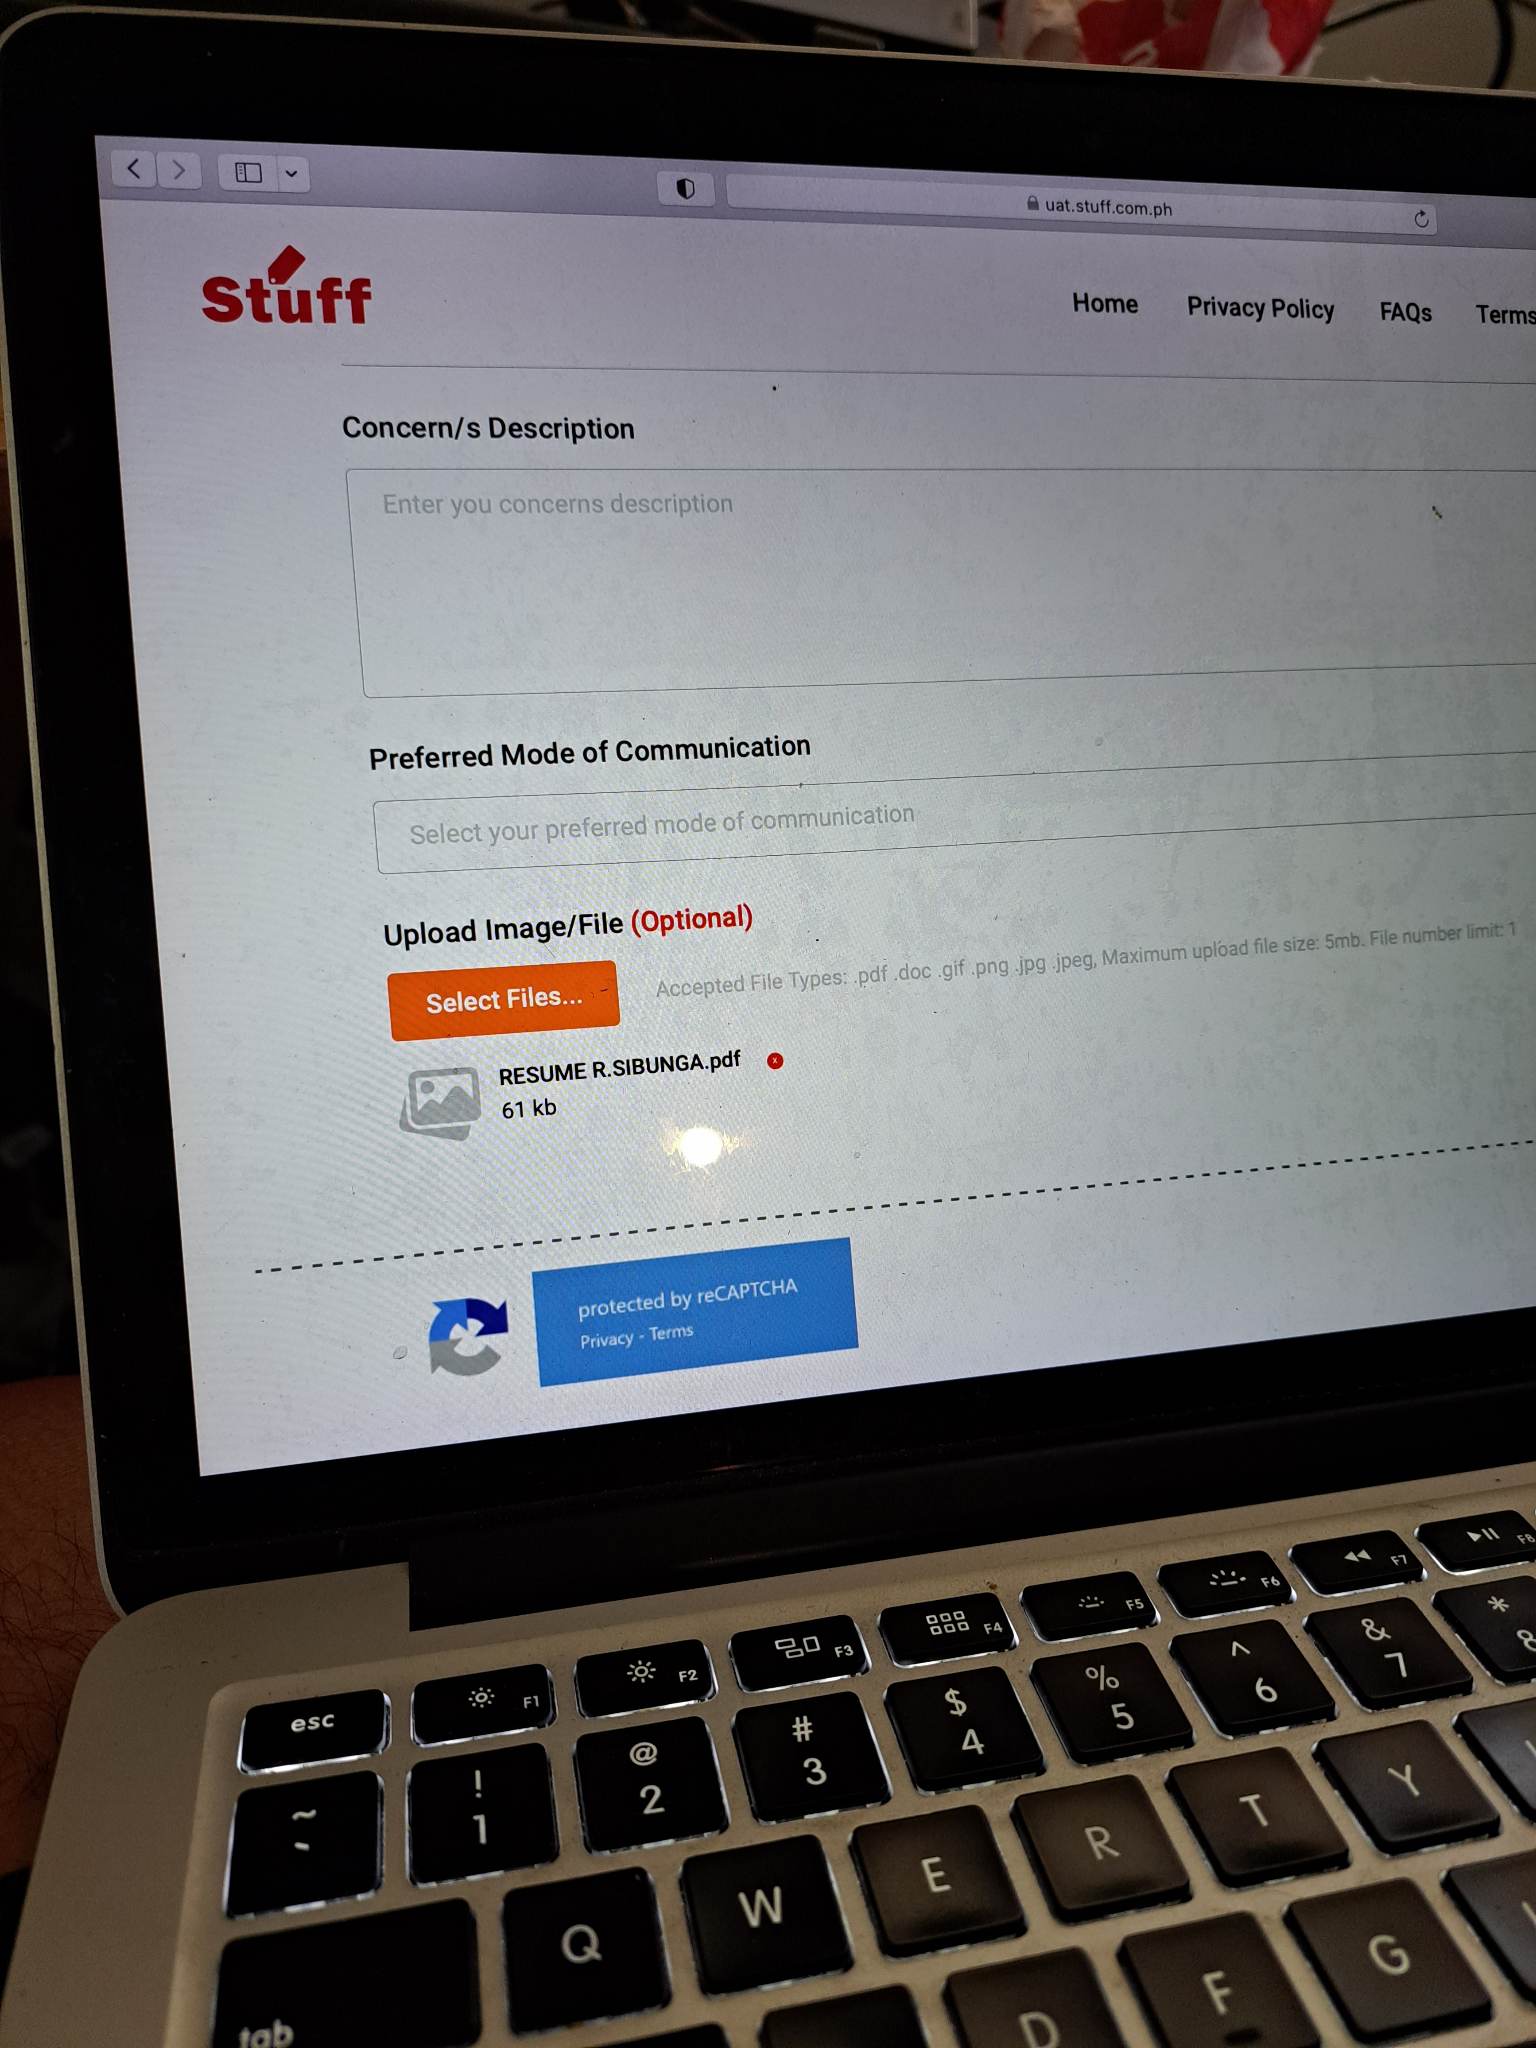 uat.stuff.com.ph
Stuff
Home Privacy Policy FAQs Terms
Concern/s Description
Enter you concerns description
Preferred Mode of Communication
Select your preferred mode of communication
Upload Image/File (Optional)
Select Files...
Accepted File Types: .pdf .doc .gif .png .jpg .jpeg, Maximum upload file size: 5mb. File number limit: 1
RESUME R.SIBUNGA.pdf x
61 kb
protected by reCAPTCHA
Privacy - Terms
esc F1 F2 F3 F4 F5 F6 F7 F8
~ ! @ # $ % ^ & *
` 1 2 3 4 5 6 7 8
tab Q W E R T Y
D F G